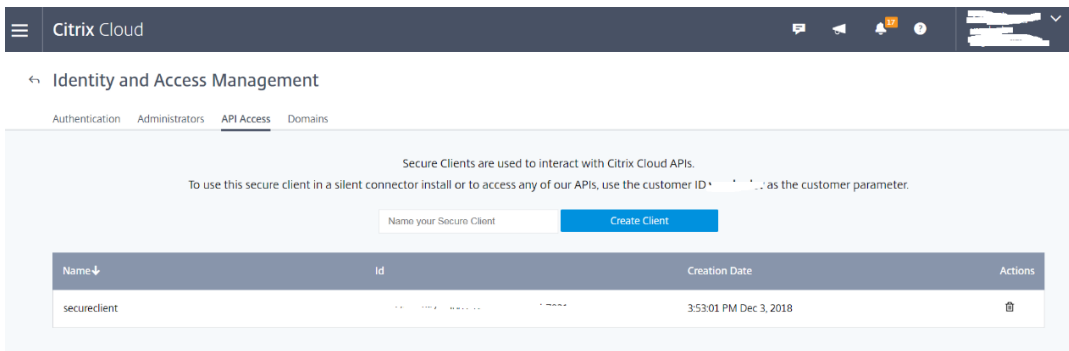 Citrix Cloud
17
?
Identity and Access Management
Authentication Administrators API Access Domains
Secure Clients are used to interact with Citrix Cloud APIs.
To use this secure client in a silent connector install or to access any of our APIs, use the customer ID as the customer parameter.
Name your Secure Client Create Client
Name Id Creation Date Actions
secureclient 3:53:01 PM Dec 3, 2018